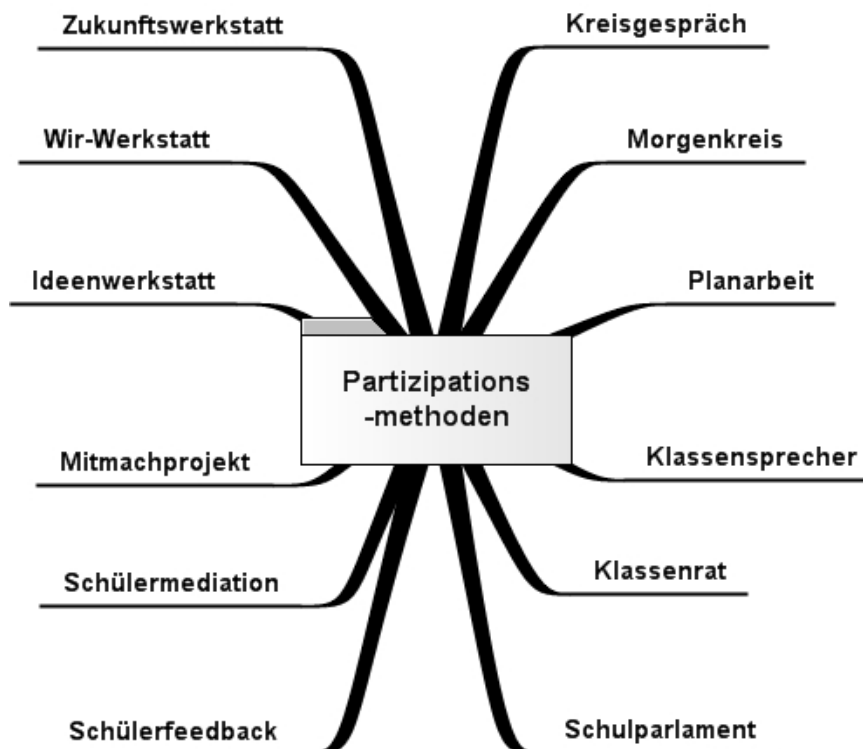 Zukunftswerkstatt
Kreisgespräch
Wir-Werkstatt
Morgenkreis
Ideenwerkstatt
Planarbeit
Partizipations
-methoden
Mitmachprojekt
Klassensprecher
Schülermediation
Klassenrat
Schülerfeedback
Schulparlament